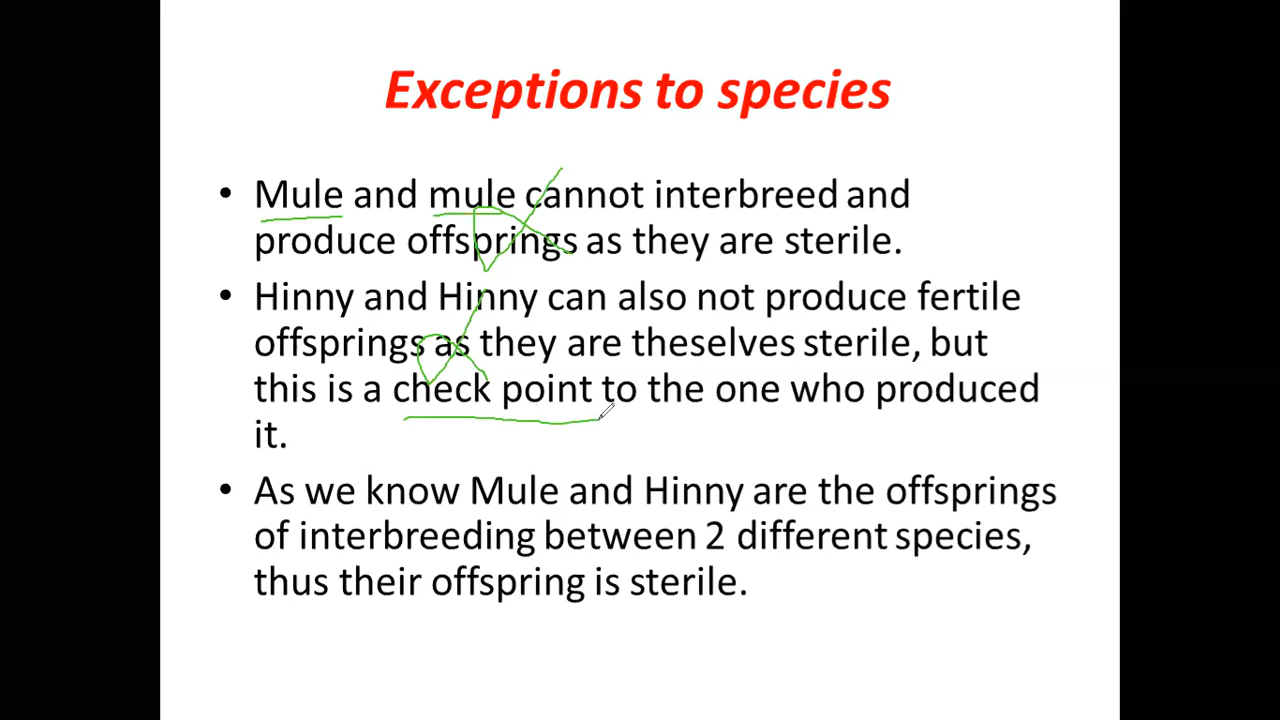 Exceptions to species
• Mule and mule cannot interbreed and
produce offsprings as they are sterile.
• Hinny and Hinny can also not produce fertile
offsprings as they are theselves sterile, but
this is a check point to the one who produced
it.
• As we know Mule and Hinny are the offsprings
of interbreeding between 2 different species,
thus their offspring is sterile.